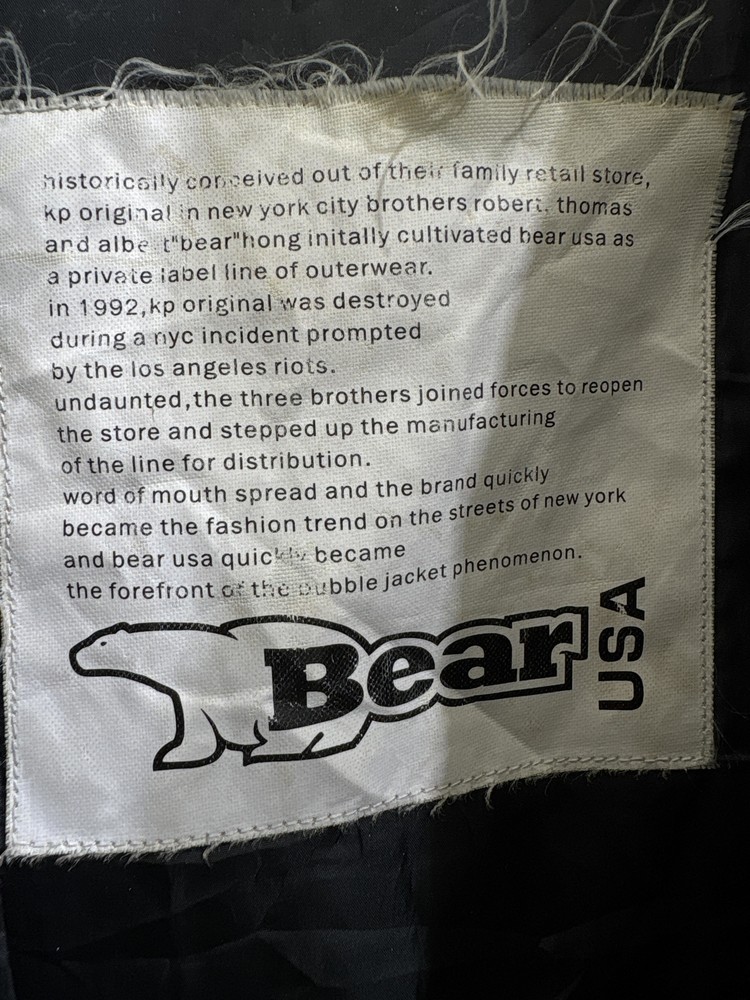 historically conceived out of their family retail store,
kp original in new york city brothers robert. thomas
and albert"bear"hong initally cultivated bear usa as
a private label line of outerwear.
in 1992,kp original was destroyed
during a nyc incident prompted
by the los angeles riots.
undaunted,the three brothers joined forces to reopen
the store and stepped up the manufacturing
of the line for distribution.
word of mouth spread and the brand quickly
became the fashion trend on the streets of new york
and bear usa quickly became
the forefront of the bubble jacket phenomenon.
Bear
USA